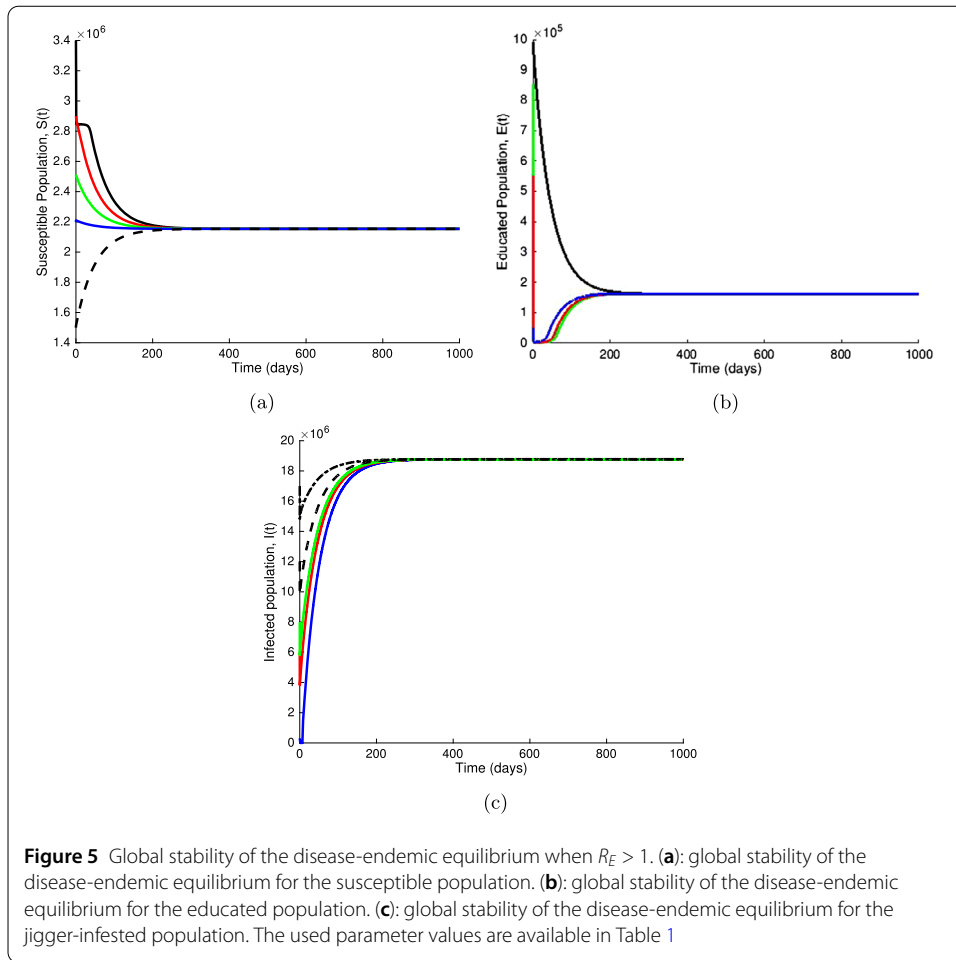 ×10⁶
3.4
3.2
3
2.8
2.6
2.4
2.2
2
1.8
1.6
1.4
Susceptible Population, S(t)
0 200 400 600 800 1000
Time (days)
(a)
×10⁵
10
9
8
7
6
5
4
3
2
1
0
Educated Population, E(t)
0 200 400 600 800 1000
Time (days)
(b)
×10⁶
20
18
16
14
12
10
8
6
4
2
0
Infected population, I(t)
0 200 400 600 800 1000
Time (days)
(c)
Figure 5 Global stability of the disease-endemic equilibrium when R_E > 1. (a): global stability of the
disease-endemic equilibrium for the susceptible population. (b): global stability of the disease-endemic
equilibrium for the educated population. (c): global stability of the disease-endemic equilibrium for the
jigger-infested population. The used parameter values are available in Table 1